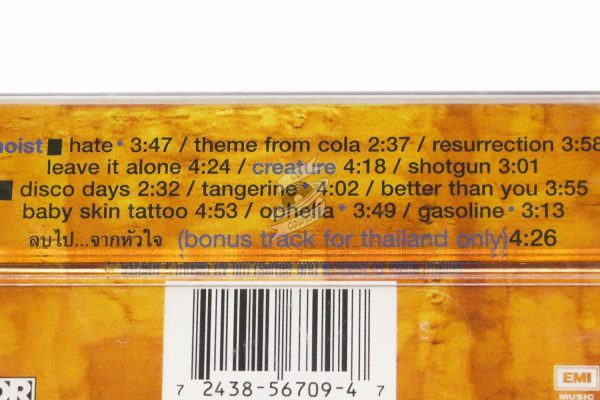 moist ■ hate • 3:47 / theme from cola 2:37 / resurrection 3:58
leave it alone 4:24 / creature 4:18 / shotgun 3:01
■ disco days 2:32 / tangerine • 4:02 / better than you 3:55
baby skin tattoo 4:53 / ophelia + 3:49 / gasoline • 3:13
ลบไป...จากหัวใจ (bonus track for thailand only) 4:26
7 2438-56709-4 7
DR
EMI
MUSIC